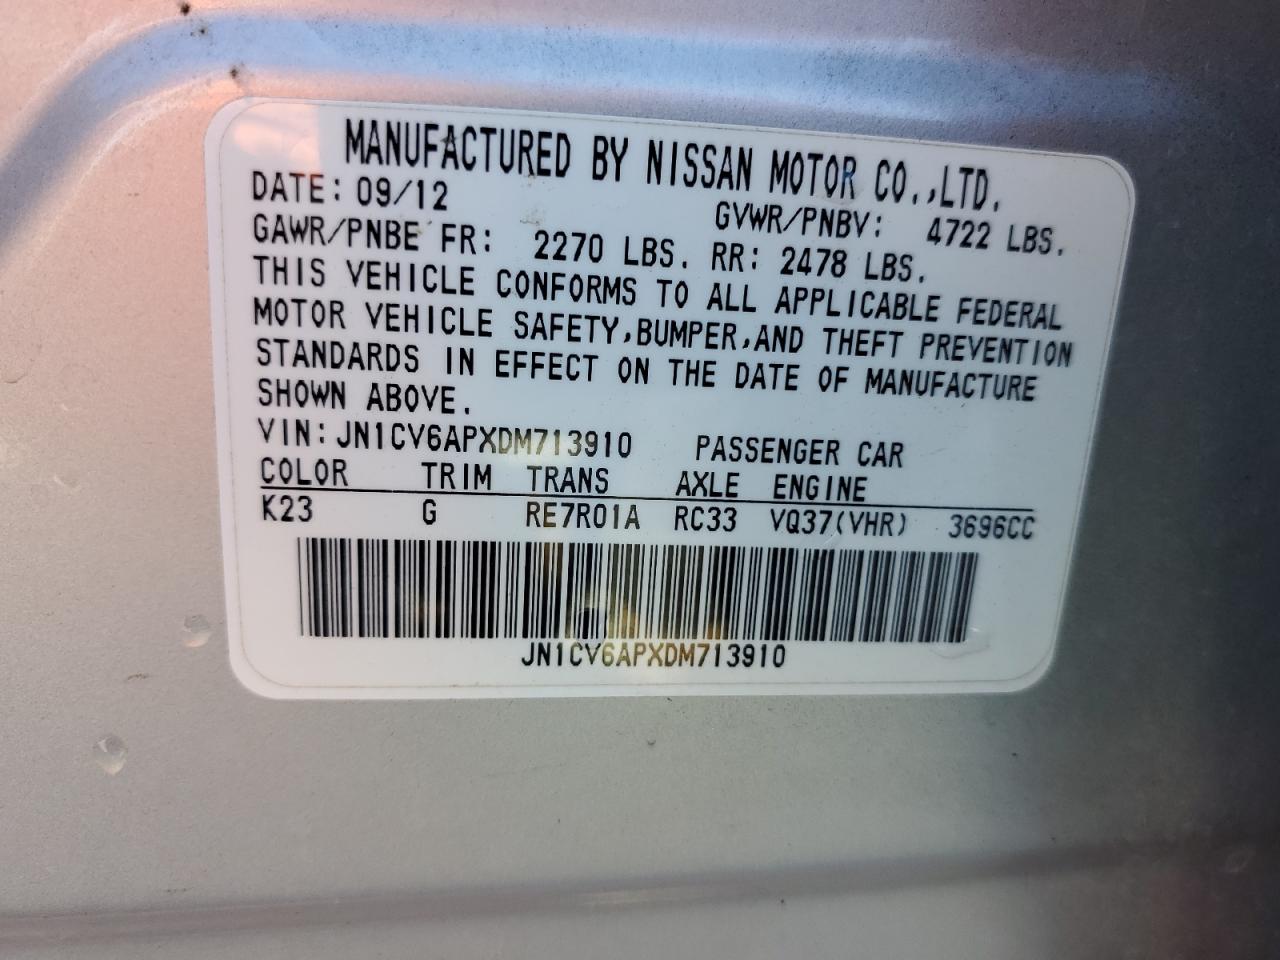 MANUFACTURED BY NISSAN MOTOR CO.,LTD.
DATE: 09/12 GVWR/PNBV: 4722 LBS.
GAWR/PNBE FR: 2270 LBS. RR: 2478 LBS.
THIS VEHICLE CONFORMS TO ALL APPLICABLE FEDERAL
MOTOR VEHICLE SAFETY,BUMPER,AND THEFT PREVENTION
STANDARDS IN EFFECT ON THE DATE OF MANUFACTURE
SHOWN ABOVE.
VIN: JN1CV6APXDM713910 PASSENGER CAR
COLOR TRIM TRANS AXLE ENGINE
K23 G RE7R01A RC33 VQ37(VHR) 3696CC
JN1CV6APXDM713910